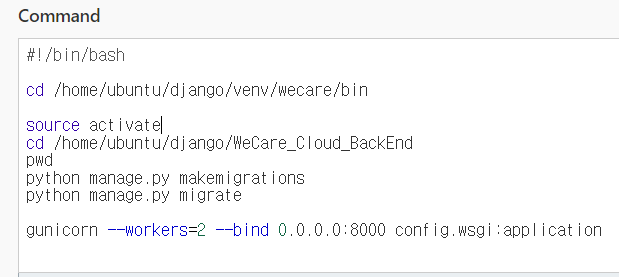 Command
#!/bin/bash
cd /home/ubuntu/django/venv/wecare/bin
source activate
cd /home/ubuntu/django/WeCare_Cloud_BackEnd
pwd
python manage.py makemigrations
python manage.py migrate
gunicorn --workers=2 --bind 0.0.0.0:8000 config.wsgi:application